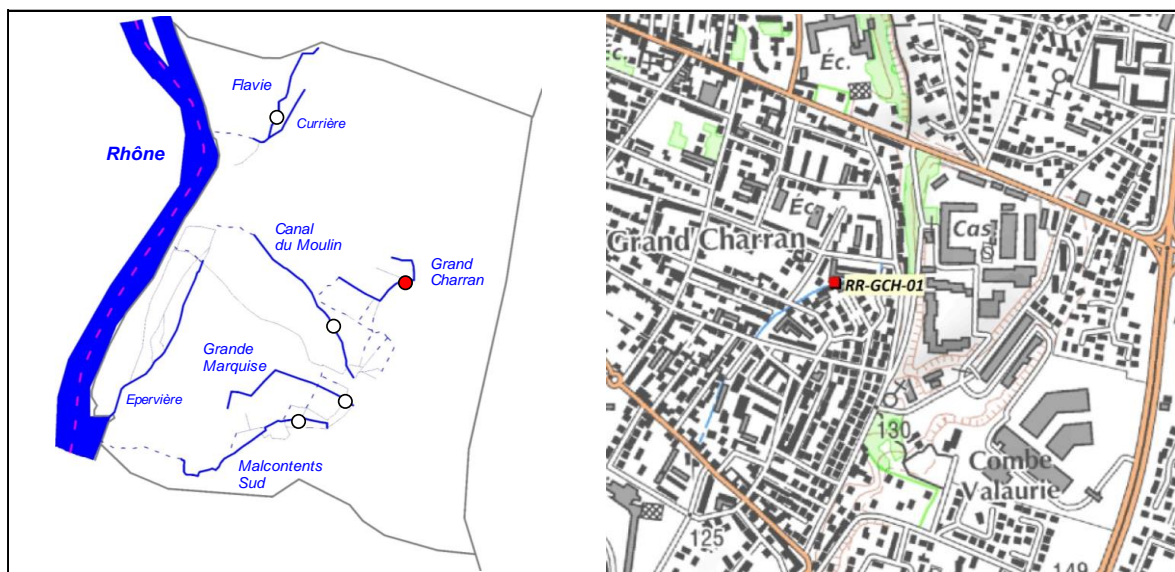 Flavie
Currière
Rhône
Canal
du Moulin
Grand
Charran
Grande
Marquise
Epervière
Malcontents
Sud
Éc.
Éc.
Grand Charran
Cas
RR-GCH-01
130
Combe
Valaurie
125
149